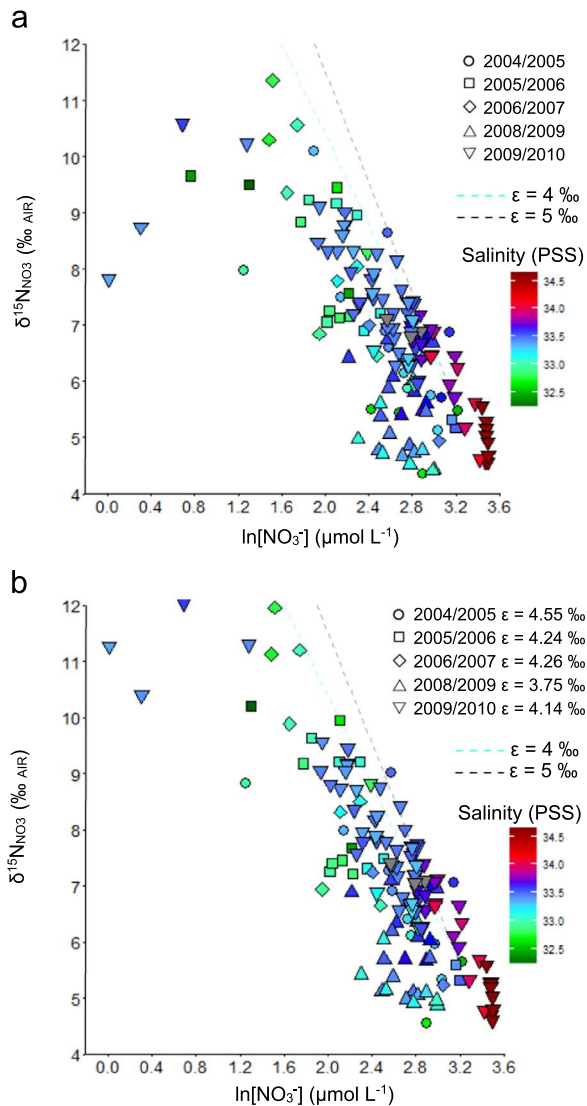 a
12
11
10
9
8
7
6
5
4
δ¹⁵N_NO3 (‰ AIR)
0.0 0.4 0.8 1.2 1.6 2.0 2.4 2.8 3.2 3.6
ln[NO₃⁻] (µmol L⁻¹)
2004/2005
2005/2006
2006/2007
2008/2009
2009/2010
ε = 4 ‰
ε = 5 ‰
Salinity (PSS)
34.5
34.0
33.5
33.0
32.5
b
12
11
10
9
8
7
6
5
4
δ¹⁵N_NO3 (‰ AIR)
0.0 0.4 0.8 1.2 1.6 2.0 2.4 2.8 3.2 3.6
ln[NO₃⁻] (µmol L⁻¹)
2004/2005 ε = 4.55 ‰
2005/2006 ε = 4.24 ‰
2006/2007 ε = 4.26 ‰
2008/2009 ε = 3.75 ‰
2009/2010 ε = 4.14 ‰
ε = 4 ‰
ε = 5 ‰
Salinity (PSS)
34.5
34.0
33.5
33.0
32.5